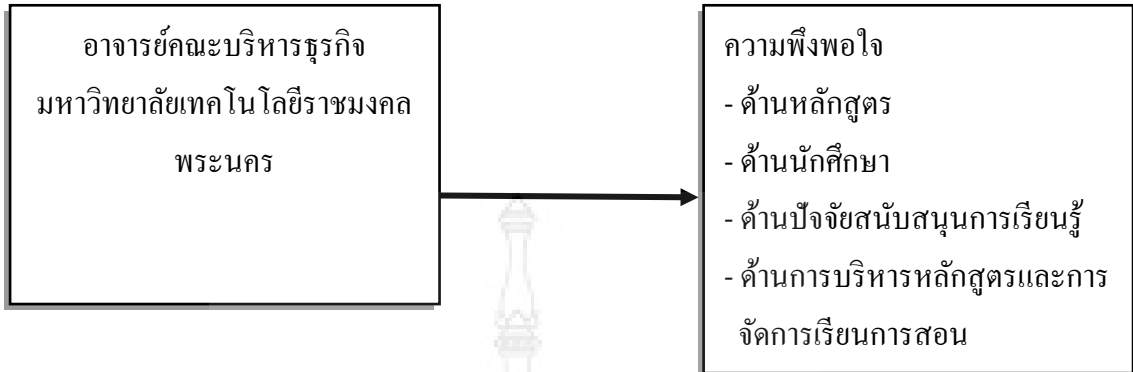 อาจารย์คณะบริหารธุรกิจ
มหาวิทยาลัยเทคโนโลยีราชมงคล
พระนคร
ความพึงพอใจ
- ด้านหลักสูตร
- ด้านนักศึกษา
- ด้านปัจจัยสนับสนุนการเรียนรู้
- ด้านการบริหารหลักสูตรและการ
จัดการเรียนการสอน